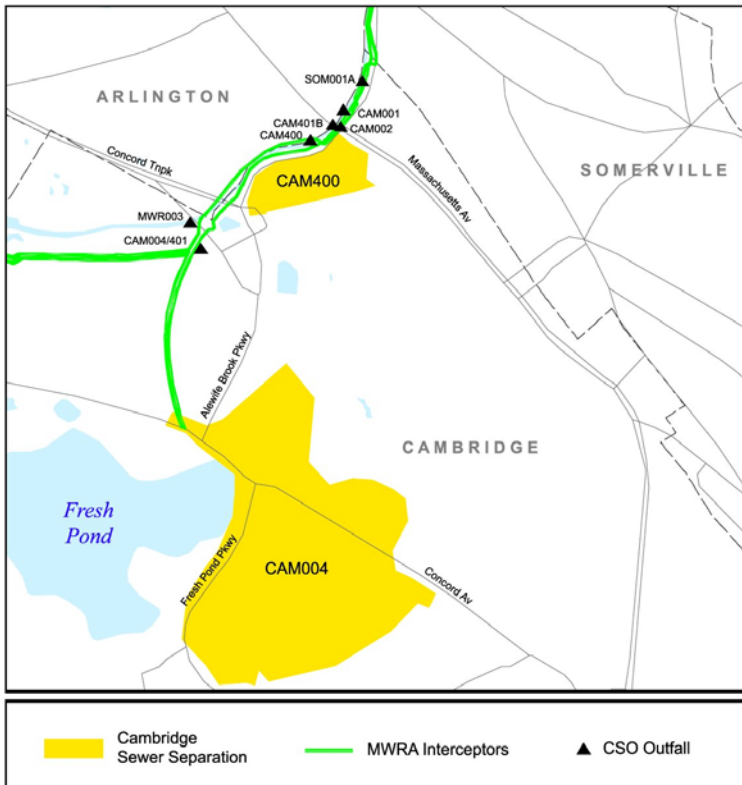 SOM001A
ARLINGTON
CAM001
CAM401B
CAM002
CAM400
Concord Tnpk
CAM400
Massachusetts Av
SOMERVILLE
MWR003
CAM004/401
Alewife Brook Pkwy
CAMBRIDGE
Fresh
Pond
Fresh Pond Pkwy
CAM004
Concord Av
Cambridge
Sewer Separation
MWRA Interceptors
CSO Outfall